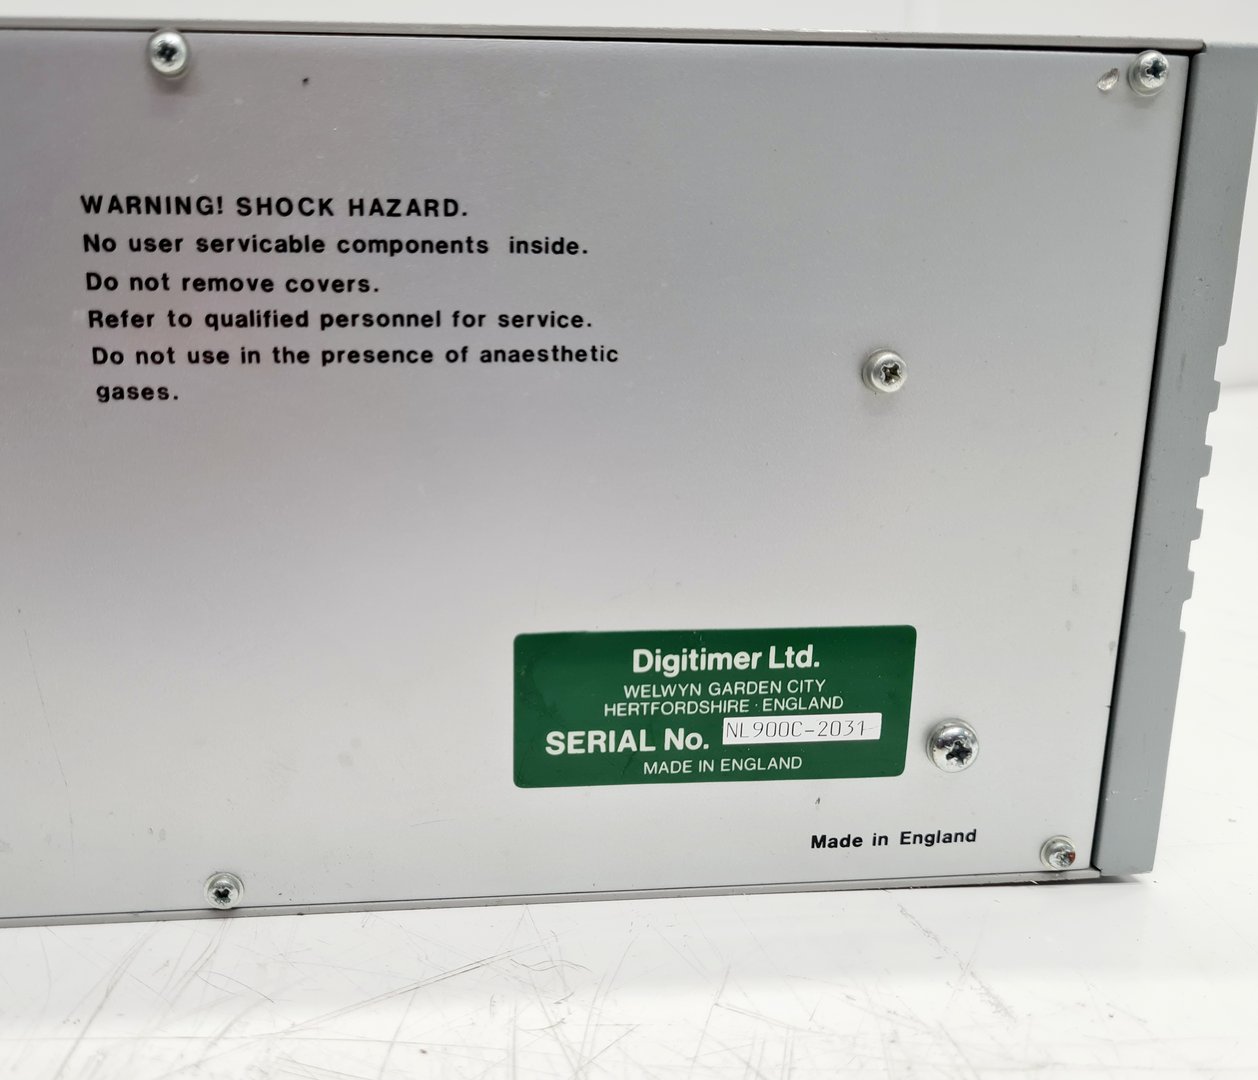 WARNING! SHOCK HAZARD.
No user servicable components inside.
Do not remove covers.
Refer to qualified personnel for service.
Do not use in the presence of anaesthetic
gases.
Digitimer Ltd.
WELWYN GARDEN CITY
HERTFORDSHIRE · ENGLAND
SERIAL No. NL900C-2031
MADE IN ENGLAND
Made in England